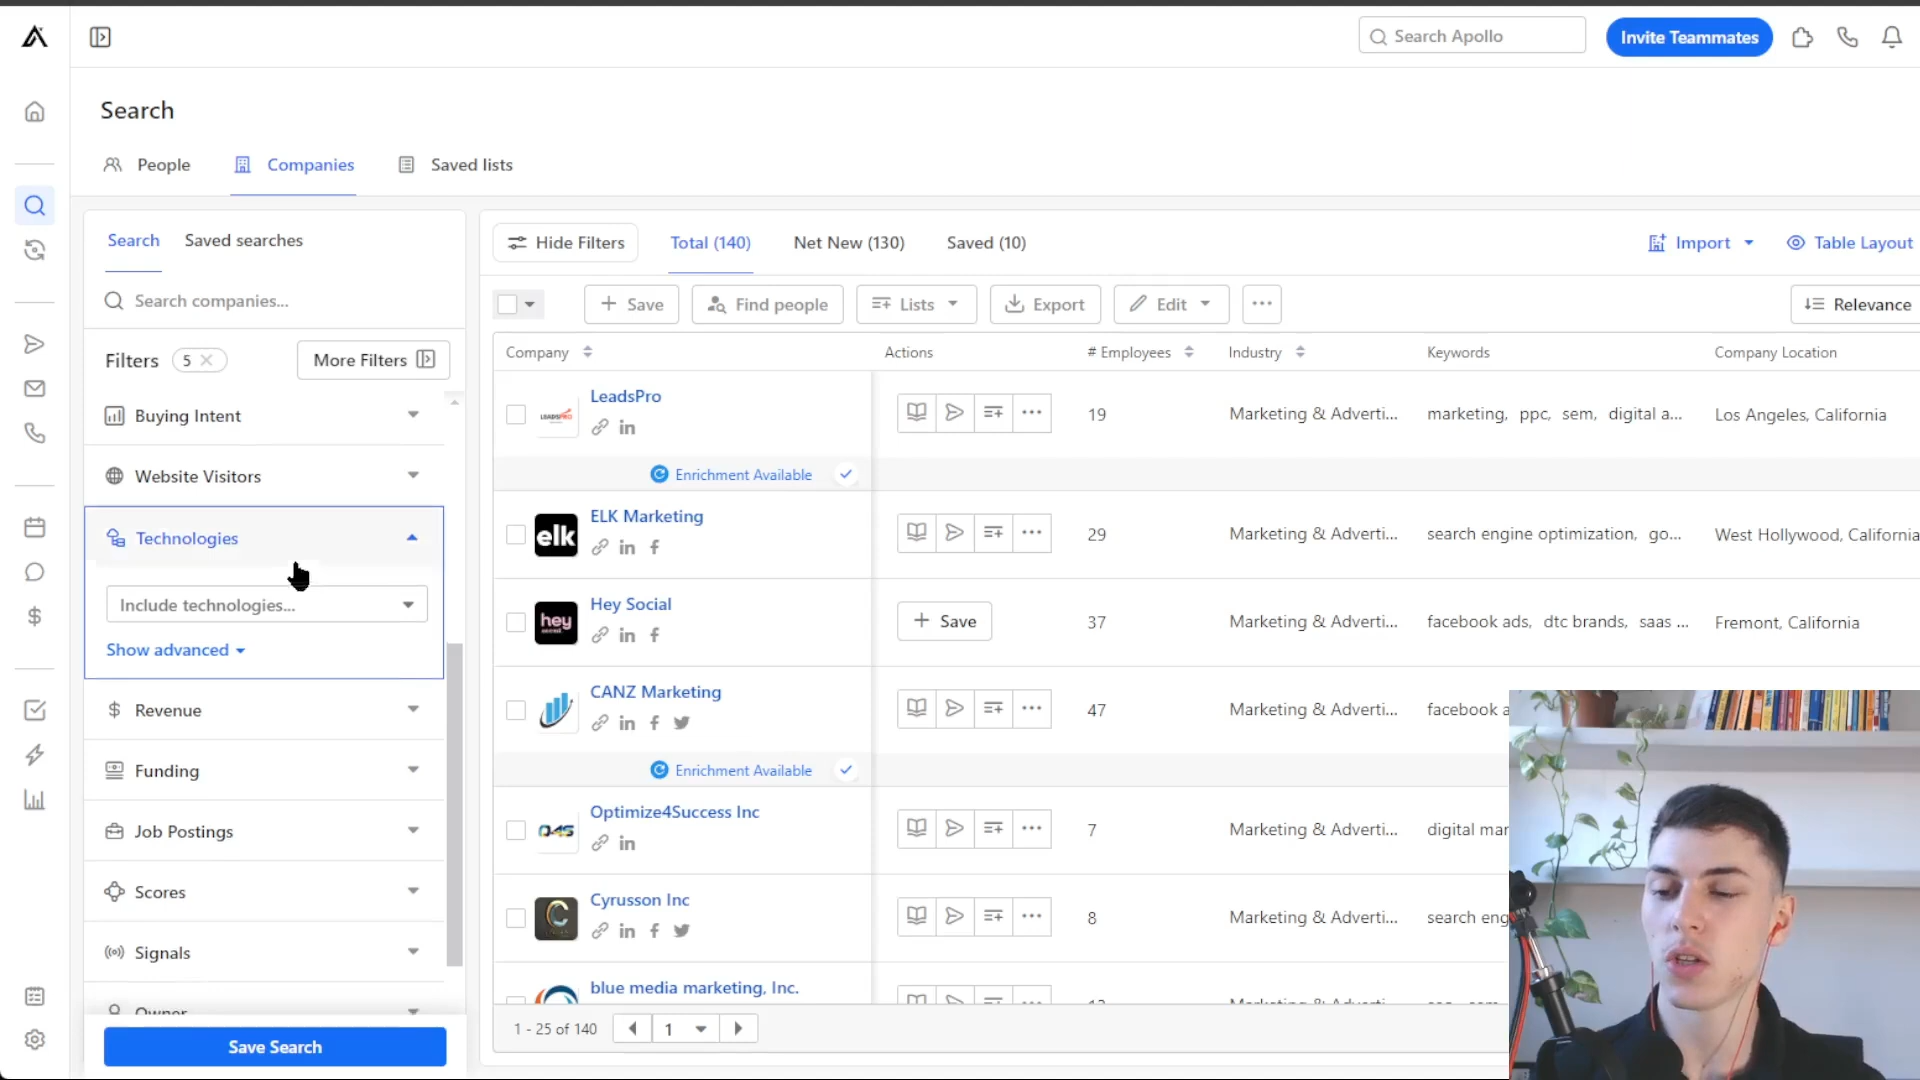 Search Apollo
Invite Teammates
Search
People
Companies
Saved lists
Search
Saved searches
Search companies...
Filters
5
More Filters
Buying Intent
Website Visitors
Technologies
Include technologies...
Show advanced
Revenue
Funding
Job Postings
Scores
Signals
Owner
Save Search
Hide Filters
Total (140)
Net New (130)
Saved (10)
Import
Table Layout
Save
Find people
Lists
Export
Edit
Relevance
Company
Actions
# Employees
Industry
Keywords
Company Location
LeadsPro
19
Marketing & Adverti...
marketing, ppc, sem, digital a...
Los Angeles, California
Enrichment Available
elk
ELK Marketing
29
Marketing & Adverti...
search engine optimization, go...
West Hollywood, California
hey
Hey Social
Save
37
Marketing & Adverti...
facebook ads, dtc brands, saas ...
Fremont, California
CANZ Marketing
47
Marketing & Adverti...
facebook a
Enrichment Available
Optimize4Success Inc
7
Marketing & Adverti...
digital mar
Cyrusson Inc
8
Marketing & Adverti...
search eng
blue media marketing, Inc.
1 - 25 of 140
1